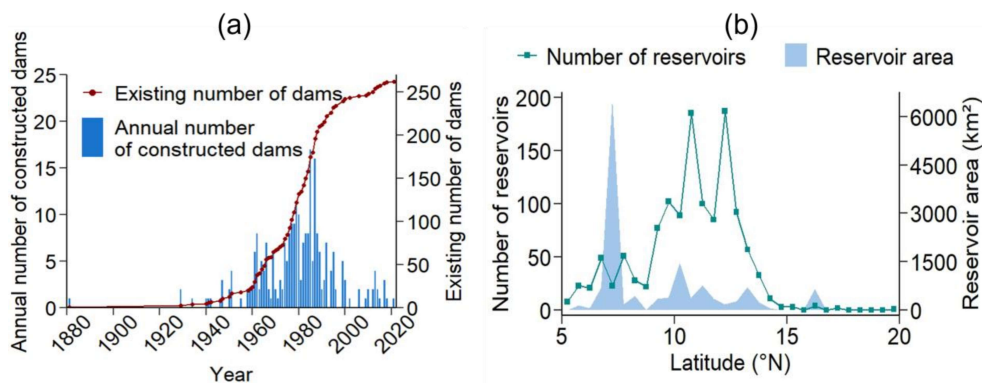 (a)
Annual number of constructed dams
Existing number of dams
Annual number
of constructed dams
25
20
15
10
5
0
250
200
150
100
50
0
Existing number of dams
1880
1900
1920
1940
1960
1980
2000
2020
Year
(b)
Number of reservoirs
Reservoir area
Number of reservoirs
200
150
100
50
0
6000
4500
3000
1500
0
Reservoir area (km²)
5
10
15
20
Latitude (°N)